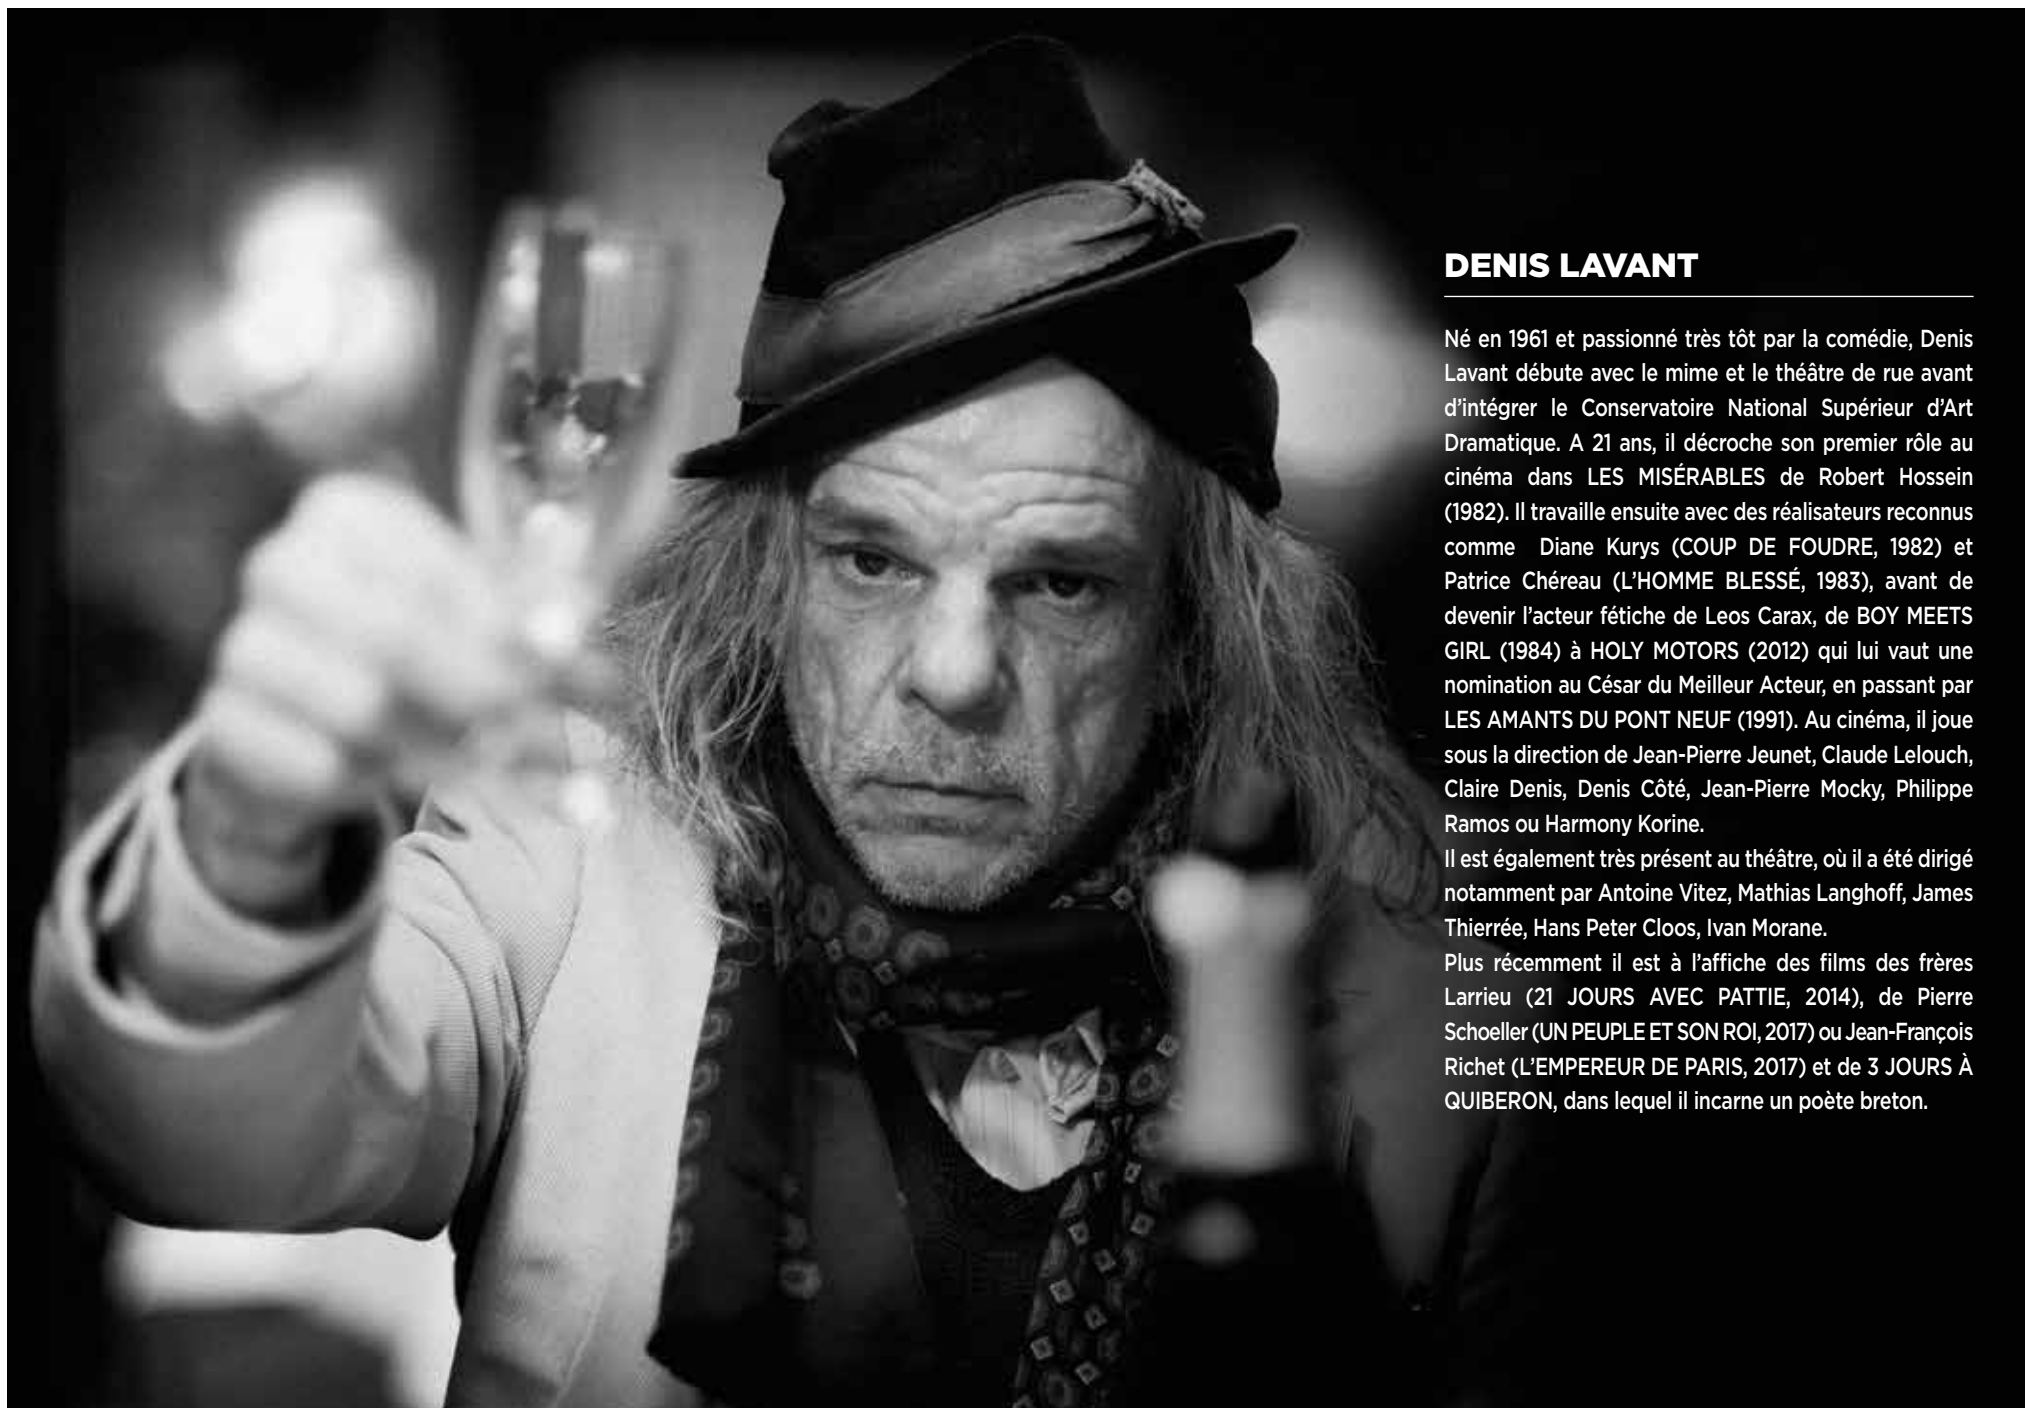 DENIS LAVANT
Né en 1961 et passionné très tôt par la comédie, Denis
Lavant débute avec le mime et le théâtre de rue avant
d’intégrer le Conservatoire National Supérieur d’Art
Dramatique. A 21 ans, il décroche son premier rôle au
cinéma dans LES MISÉRABLES de Robert Hossein
(1982). Il travaille ensuite avec des réalisateurs reconnus
comme Diane Kurys (COUP DE FOUDRE, 1982) et
Patrice Chéreau (L’HOMME BLESSÉ, 1983), avant de
devenir l’acteur fétiche de Leos Carax, de BOY MEETS
GIRL (1984) à HOLY MOTORS (2012) qui lui vaut une
nomination au César du Meilleur Acteur, en passant par
LES AMANTS DU PONT NEUF (1991). Au cinéma, il joue
sous la direction de Jean-Pierre Jeunet, Claude Lelouch,
Claire Denis, Denis Côté, Jean-Pierre Mocky, Philippe
Ramos ou Harmony Korine.
Il est également très présent au théâtre, où il a été dirigé
notamment par Antoine Vitez, Mathias Langhoff, James
Thierrée, Hans Peter Cloos, Ivan Morane.
Plus récemment il est à l’affiche des films des frères
Larrieu (21 JOURS AVEC PATTIE, 2014), de Pierre
Schoeller (UN PEUPLE ET SON ROI, 2017) ou Jean-François
Richet (L’EMPEREUR DE PARIS, 2017) et de 3 JOURS À
QUIBERON, dans lequel il incarne un poète breton.